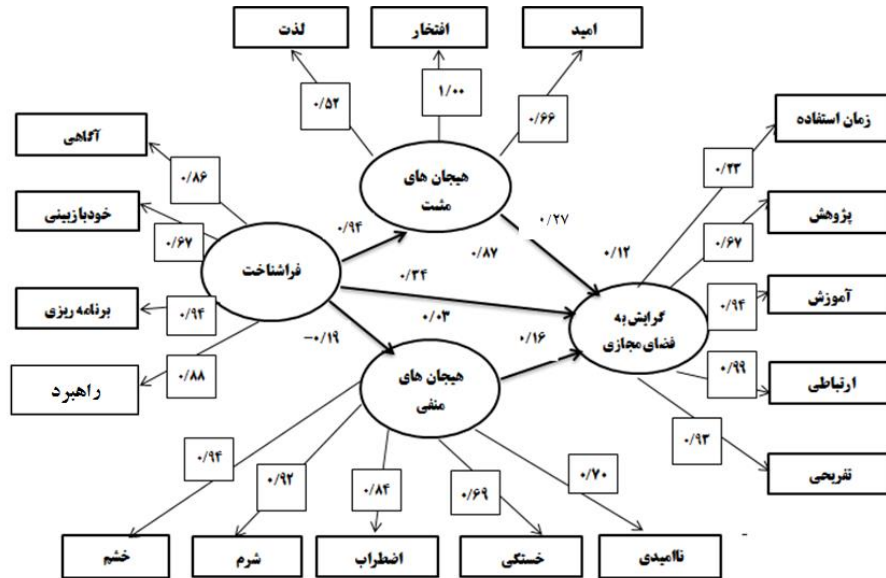 لذت
افتخار
امید
۰/۵۲
۱/۰۰
۰/۶۶
زمان استفاده
آگاهی
هیجان های
مثبت
۰/۸۶
۰/۲۳
پژوهش
خودبازبینی
۰/۶۷
۰/۶۷
۰/۹۴
۰/۲۷
فراشناخت
۰/۸۷
۰/۱۲
۰/۳۴
آموزش
۰/۹۴
برنامه ریزی
۰/۹۴
گرایش به
فضای مجازی
۰/۰۳
-۰/۱۹
۰/۱۶
ارتباطی
۰/۹۹
راهبرد
۰/۸۸
هیجان های
منفی
۰/۹۳
تفریحی
۰/۹۴
۰/۹۲
۰/۸۴
۰/۶۹
۰/۷۰
خشم
شرم
اضطراب
خستگی
ناامیدی